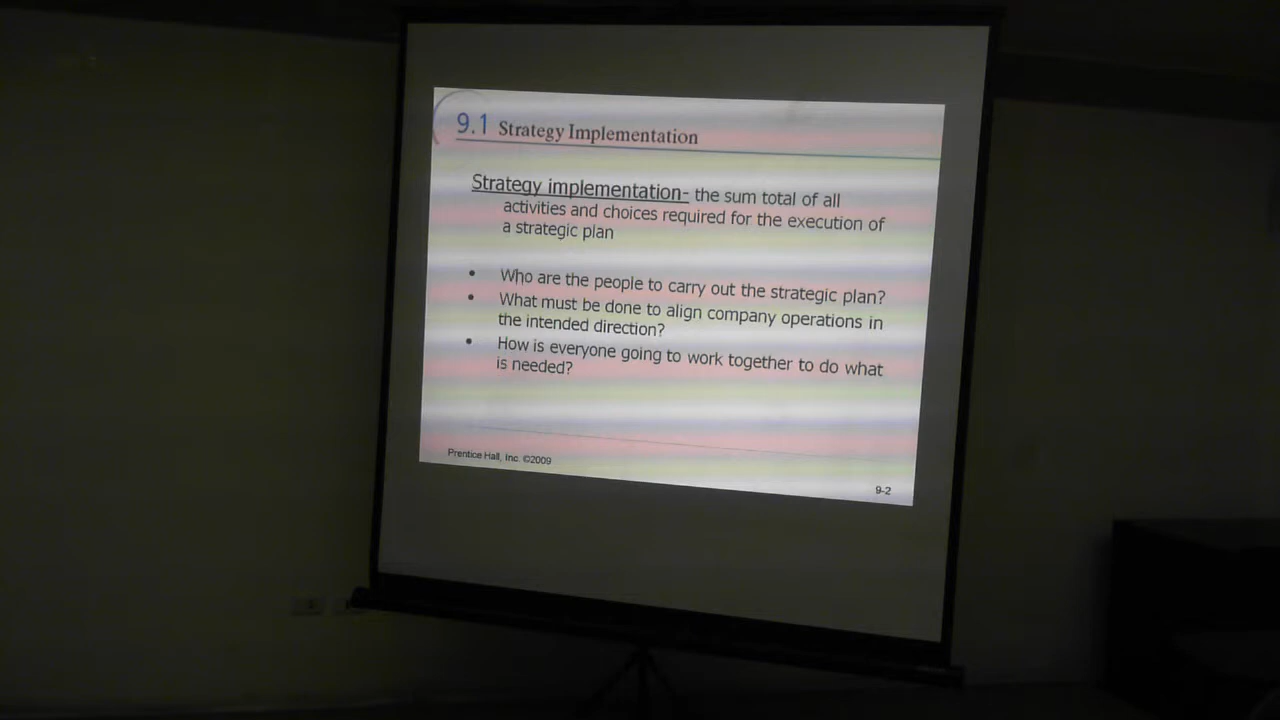 9.1 Strategy Implementation
Strategy implementation- the sum total of all
activities and choices required for the execution of
a strategic plan
• Who are the people to carry out the strategic plan?
• What must be done to align company operations in
the intended direction?
• How is everyone going to work together to do what
is needed?
Prentice Hall, Inc. ©2009
9-2